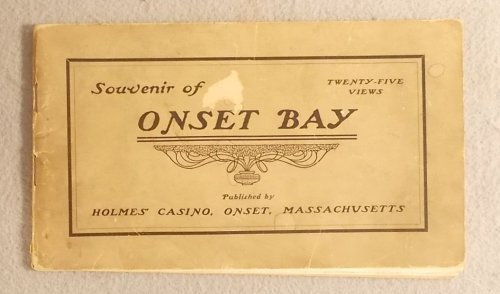 Souvenir of
TWENTY-FIVE
VIEWS
ONSET BAY
Published by
HOLMES' CASINO, ONSET, MASSACHUSETTS